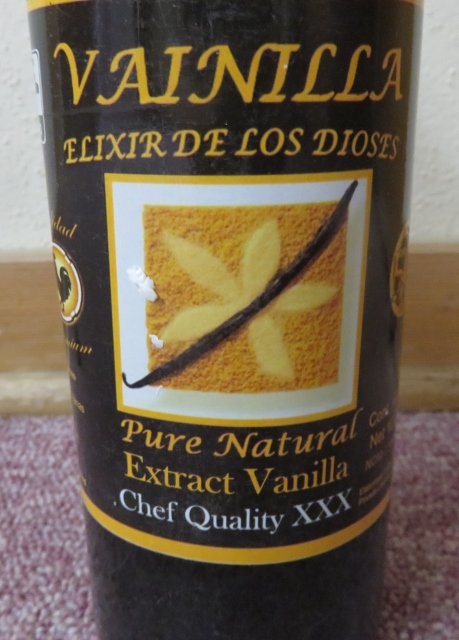 VAINILLA
ELIXIR DE LOS DIOSES
Pure Natural
Extract Vanilla
Chef Quality XXX